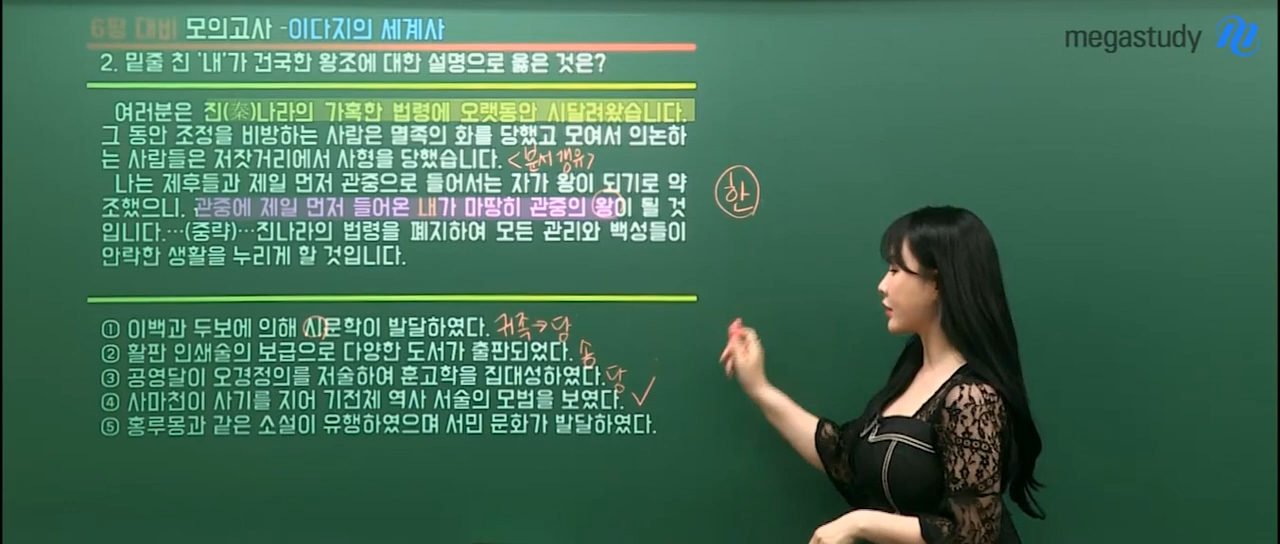 6평 대비 모의고사 -이다지의 세계사
megastudy
2. 밑줄 친 '내'가 건국한 왕조에 대한 설명으로 옳은 것은?
여러분은 진(秦)나라의 가혹한 법령에 오랫동안 시달려왔습니다.
그 동안 조정을 비방하는 사람은 멸족의 화를 당했고 모여서 의논하
는 사람들은 저잣거리에서 사형을 당했습니다. <분서갱유>
나는 제후들과 제일 먼저 관중으로 들어서는 자가 왕이 되기로 약
조했으니, 관중에 제일 먼저 들어온 내가 마땅히 관중의 왕이 될 것
입니다.…(중략)…진나라의 법령을 폐지하여 모든 관리와 백성들이
안락한 생활을 누리게 할 것입니다.
한
① 이백과 두보에 의해 시문학이 발달하였다. 귀족→당
② 활판 인쇄술의 보급으로 다양한 도서가 출판되었다. 송
③ 공영달이 오경정의를 저술하여 훈고학을 집대성하였다. 당
④ 사마천이 사기를 지어 기전체 역사 서술의 모범을 보였다. ✓
⑤ 홍루몽과 같은 소설이 유행하였으며 서민 문화가 발달하였다.